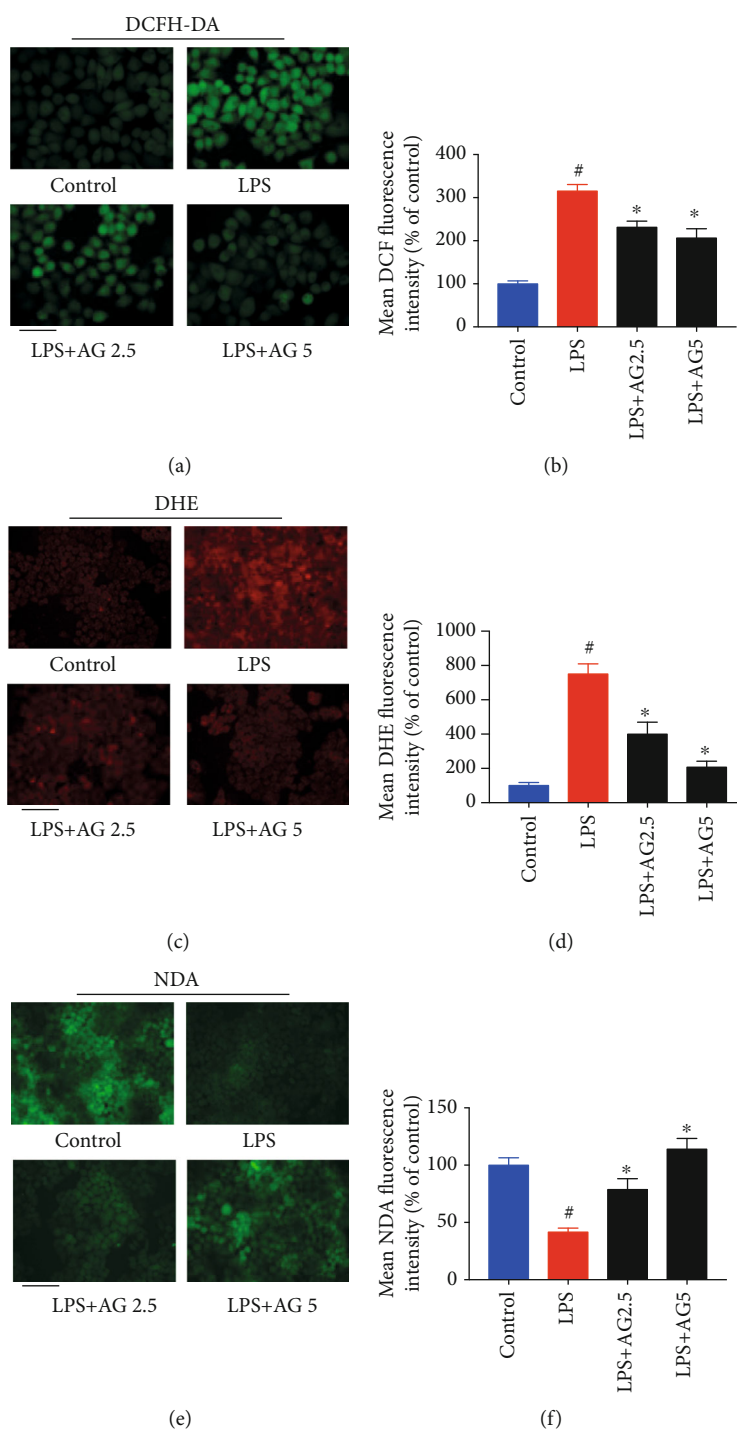 DCFH-DA
Control
LPS
LPS+AG 2.5
LPS+AG 5
(a)
Mean DCF fluorescence
intensity (% of control)
400
300
200
100
0
#
*
*
Control
LPS
LPS+AG2.5
LPS+AG5
(b)
DHE
Control
LPS
LPS+AG 2.5
LPS+AG 5
(c)
Mean DHE fluorescence
intensity (% of control)
1000
800
600
400
200
0
#
*
*
Control
LPS
LPS+AG2.5
LPS+AG5
(d)
NDA
Control
LPS
LPS+AG 2.5
LPS+AG 5
(e)
Mean NDA fluorescence
intensity (% of control)
150
100
50
0
#
*
*
Control
LPS
LPS+AG2.5
LPS+AG5
(f)